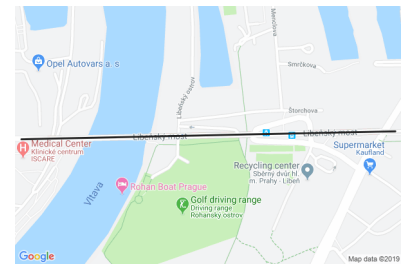 Menclova
Opel Autovars a. s
Smrčkova
Libeňský ostrov
Štorchova
Libeňský most
Libeňský most
Medical Center
Klinické centrum
ISCARE
Supermarket
Kaufland
Recycling center
Sběrný dvůr hl.
m. Prahy - Libeň
Vltava
Rohan Boat Prague
Golf driving range
Driving range
Rohanský ostrov
Google
Map data ©2019